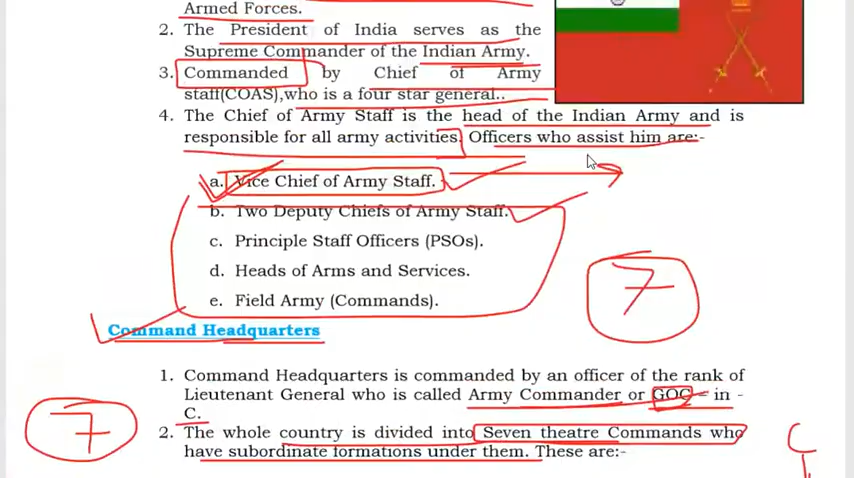 Armed Forces.
2. The President of India serves as the
Supreme Commander of the Indian Army.
3. Commanded by Chief of Army
staff(COAS),who is a four star general..
4. The Chief of Army Staff is the head of the Indian Army and is
responsible for all army activities. Officers who assist him are:-
a. Vice Chief of Army Staff.
b. Two Deputy Chiefs of Army Staff.
c. Principle Staff Officers (PSOs).
d. Heads of Arms and Services.
e. Field Army (Commands).
7
Command Headquarters
1. Command Headquarters is commanded by an officer of the rank of
Lieutenant General who is called Army Commander or GOC – in -
C.
7
2. The whole country is divided into Seven theatre Commands who
have subordinate formations under them. These are:-